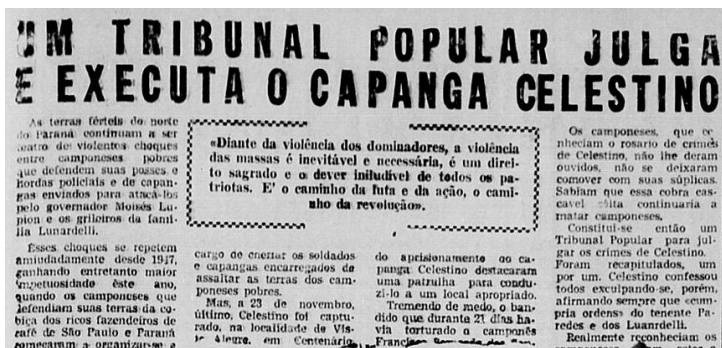 UM TRIBUNAL POPULAR JULGA
E EXECUTA O CAPANGA CELESTINO
As terras férteis do norte
do Paraná continuam a ser
teatro de violentos choques
entre camponeses pobres
que defendem suas posses e
hordas policiais e de capan-
gas enviados para atacá-los
pelo governador Moisés Lu-
pion e os grileiros da famí-
lia Lunardelli.
Esses choques se repetem
amiudadamente desde 1947,
ganhando entretanto maior
impetuosidade êste ano,
quando os camponeses que
defendiam suas terras da co-
biça dos ricos fazendeiros de
café de São Paulo e Paraná
começaram a organizar-se e
«Diante da violência dos dominadores, a violência
das massas é inevitável e necessária, é um direi-
to sagrado e o dever iniludível de todos os pa-
triotas. E' o caminho da luta e da ação, o cami-
nho da revolução».
cargo de enfrentar os soldados
e capangas encarregados de
assaltar as terras dos cam-
poneses pobres.
Mas, a 23 de novembro,
último, Celestino foi captu-
rado, na localidade de Vis-
Alegre, em Centenário
do aprisionamento ao ca-
panga Celestino destacaram
uma patrulha para condu-
zi-lo a um local apropriado.
Tremendo de medo, o ban-
dido que durante 21 dias ha-
via torturado o camponês
Os camponeses, que co-
nheciam o rosario de crimes
de Celestino, não lhe deram
ouvidos, não se deixaram
comover com suas súplicas.
Sabiam que essa cobra cas-
cavel continuaria a
matar camponeses.
Constitui-se então um
Tribunal Popular para jul-
gar os crimes de Celestino.
Foram recapitulados, um
por um. Celestino confessou
todos exculpando-se, porém,
afirmando sempre que «cum-
pria ordens» do tenente Pa-
redes e dos Luanrdelli.
Realmente reconheciam os